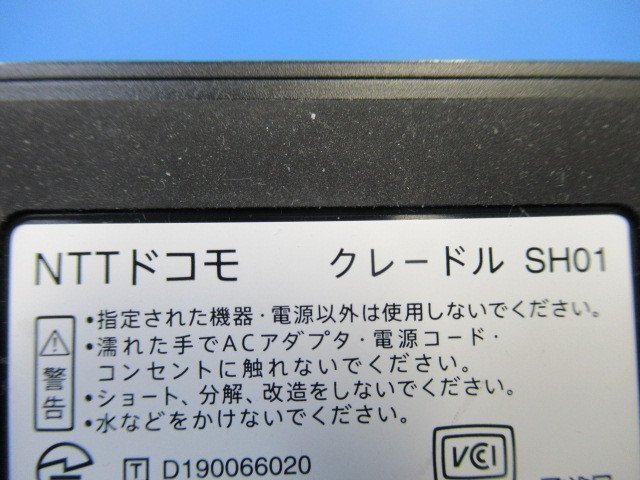 NTTドコモ クレードル SH01
・指定された機器・電源以外は使用しないでください。
・濡れた手でACアダプタ・電源コード・
コンセントに触れないでください。
・ショート、分解、改造をしないでください。
・水などをかけないでください。
警告
T D190066020
VCCI